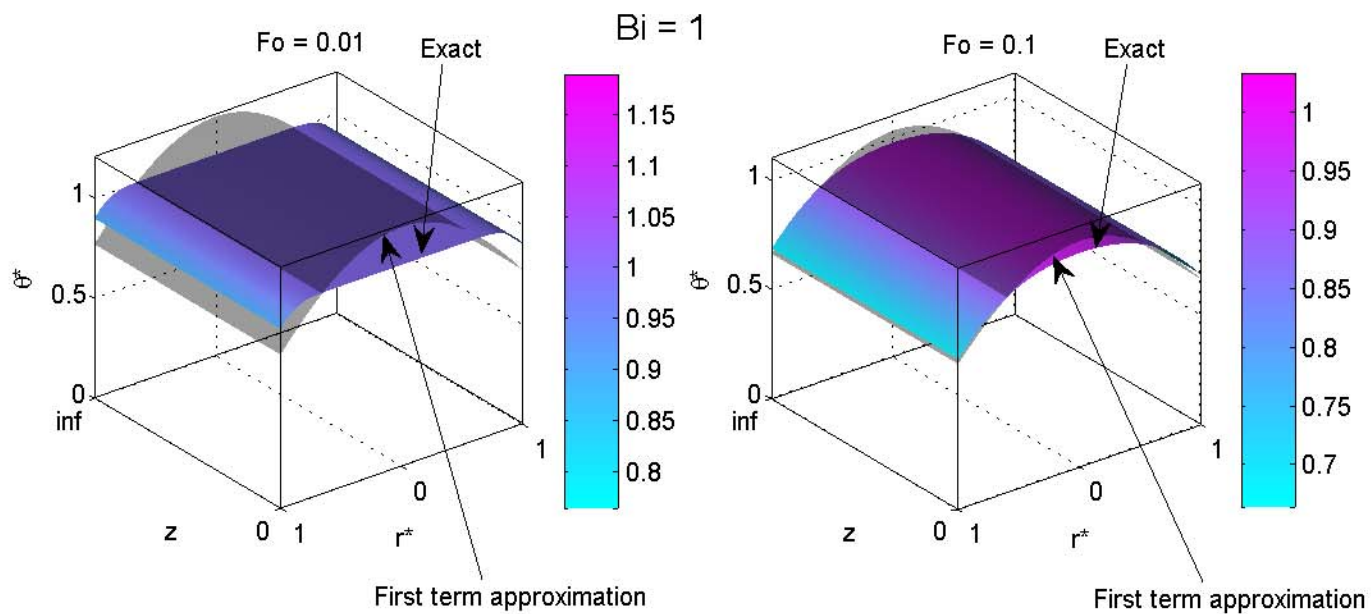 Bi = 1
Fo = 0.01
Exact
1
0.5
0
θ*
inf
z
0
1
r*
0
1
1.15
1.1
1.05
1
0.95
0.9
0.85
0.8
First term approximation
Fo = 0.1
Exact
1
0.5
0
θ*
inf
z
0
1
r*
0
1
1
0.95
0.9
0.85
0.8
0.75
0.7
First term approximation